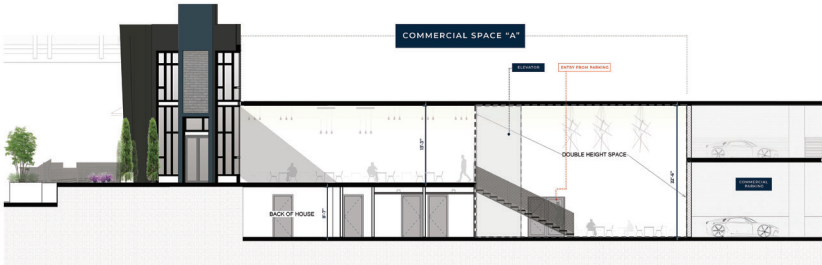 COMMERCIAL SPACE "A"
ELEVATOR
ENTRY FROM PARKING
DOUBLE HEIGHT SPACE
COMMERCIAL
PARKING
BACK OF HOUSE